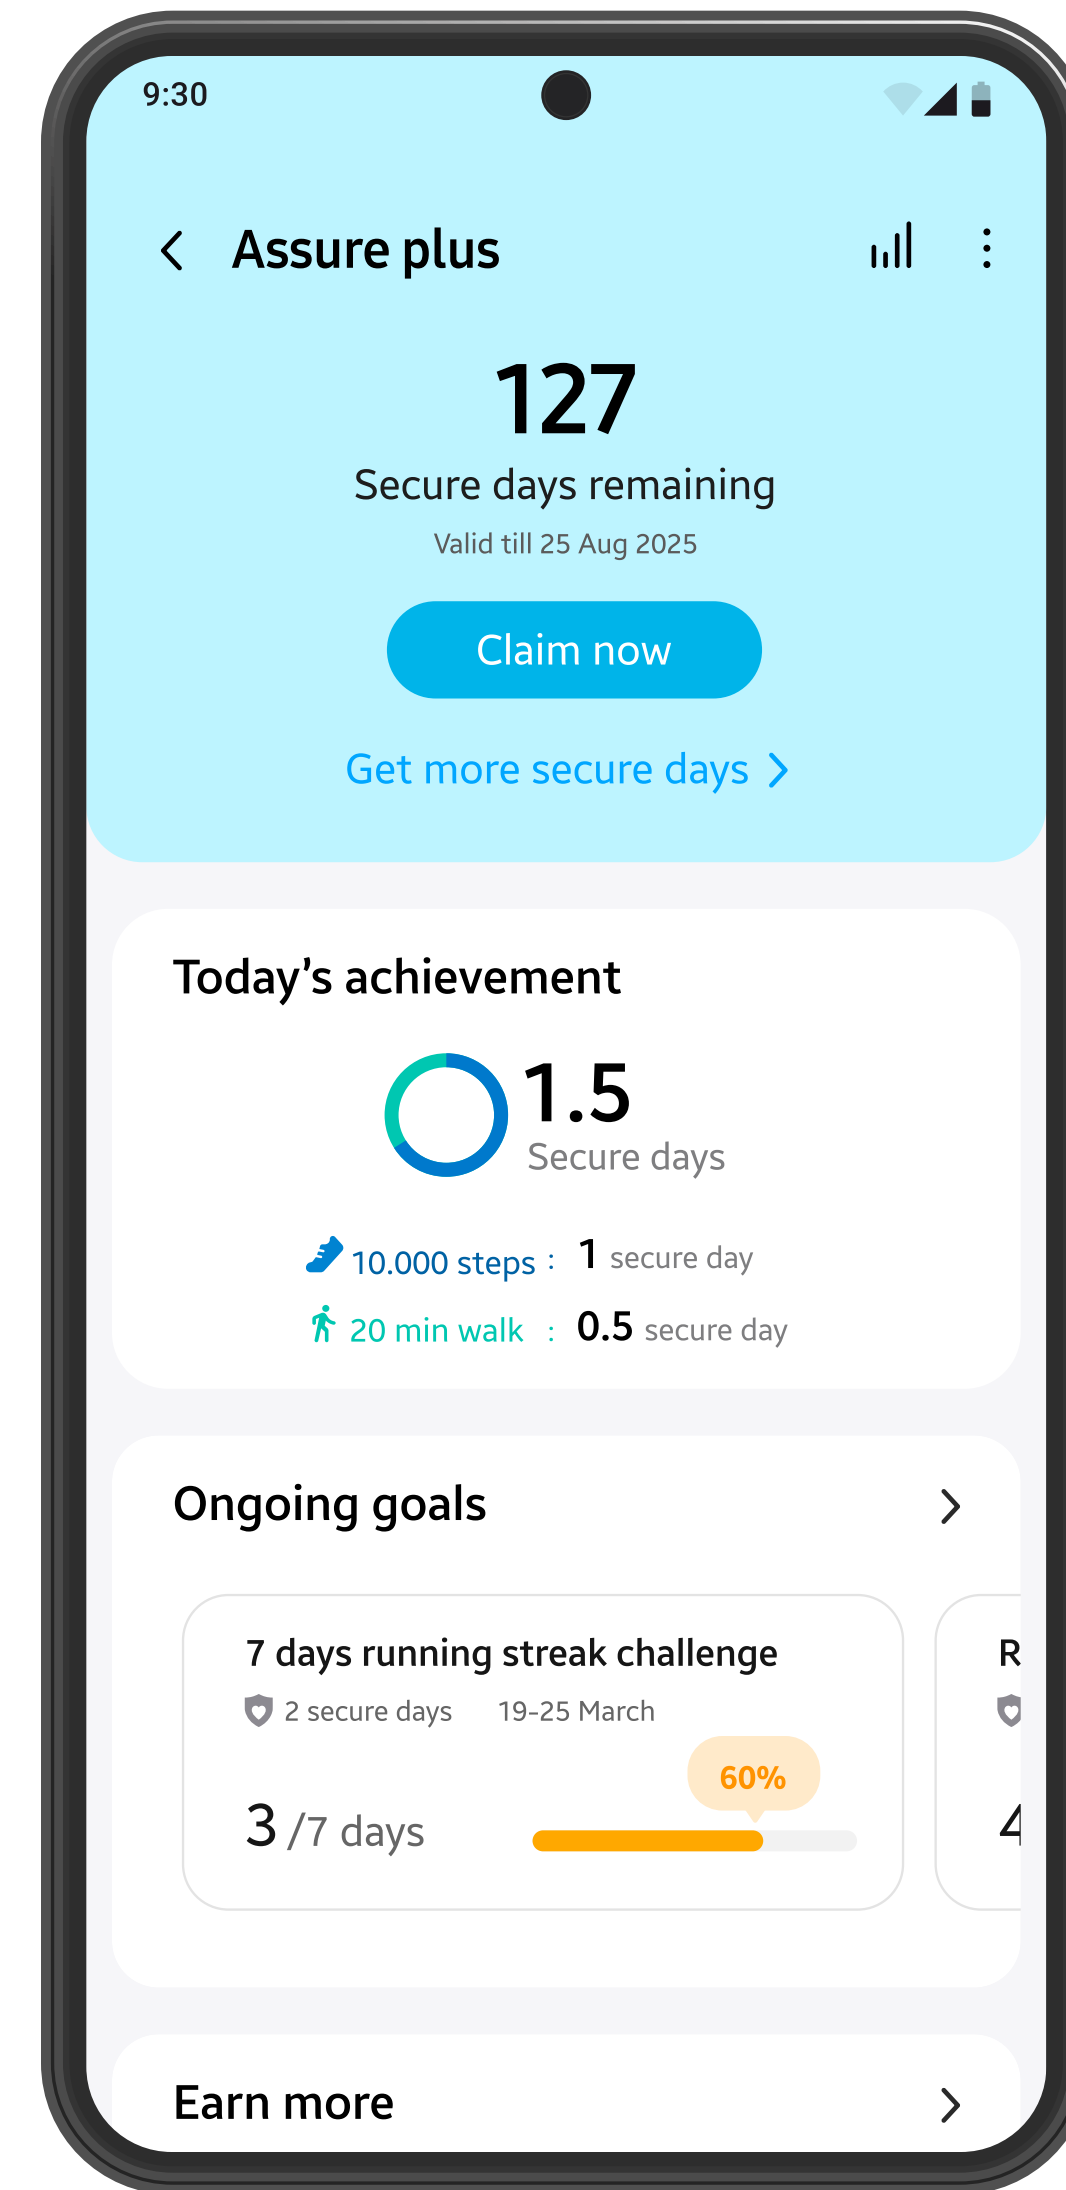 9:30
Assure plus
127
Secure days remaining
Valid till 25 Aug 2025
Claim now
Get more secure days
Today's achievement
1.5
Secure days
10.000 steps : 1 secure day
20 min walk : 0.5 secure day
Ongoing goals
7 days running streak challenge
R
2 secure days 19-25 March
60%
3 /7 days
4
Earn more